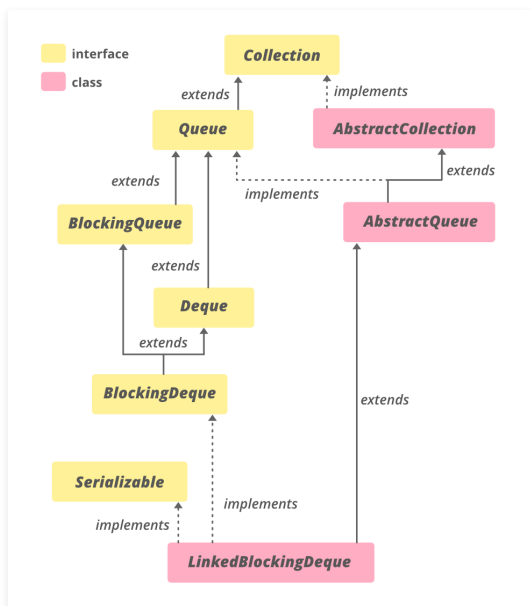 Collection
interface
class
extends
implements
Queue
AbstractCollection
extends
extends
implements
BlockingQueue
AbstractQueue
extends
Deque
extends
BlockingDeque
extends
Serializable
implements
implements
LinkedBlockingDeque